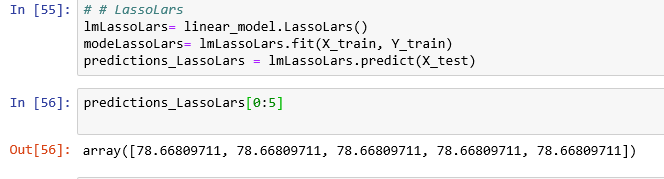 In [55]: # # LassoLars
lmLassoLars= linear_model.LassoLars()
modeLassoLars= lmLassoLars.fit(X_train, Y_train)
predictions_LassoLars = lmLassoLars.predict(X_test)
In [56]: predictions_LassoLars[0:5]
Out[56]: array([78.66809711, 78.66809711, 78.66809711, 78.66809711, 78.66809711])